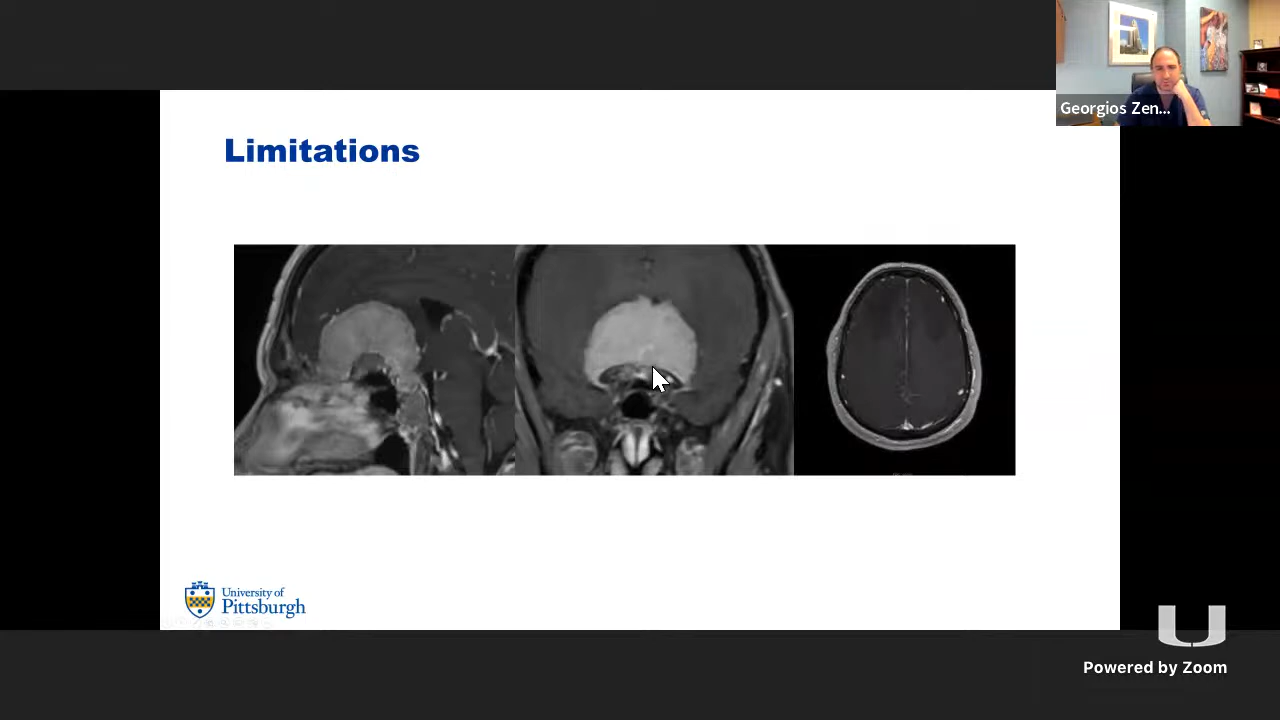 Georgios Zen...
Limitations
University of
Pittsburgh
Powered by Zoom